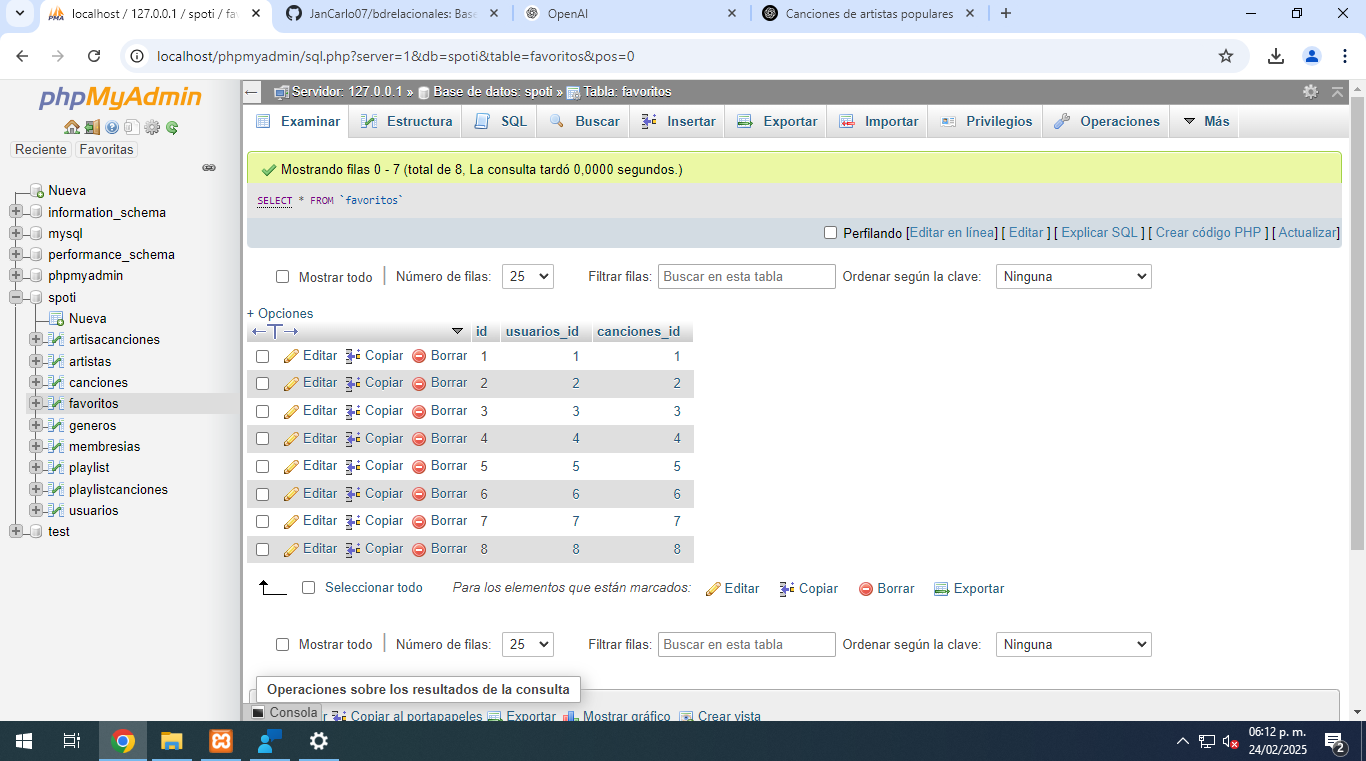 localhost / 127.0.0.1 / spoti / fa
JanCarlo07/bdrelacionales: Base
OpenAI
Canciones de artistas populares
localhost/phpmyadmin/sql.php?server=1&db=spoti&table=favoritos&pos=0
phpMyAdmin
Reciente Favoritas
Nueva
information_schema
mysql
performance_schema
phpmyadmin
spoti
Nueva
artisacanciones
artistas
canciones
favoritos
generos
membresias
playlist
playlistcanciones
usuarios
test
Servidor: 127.0.0.1 » Base de datos: spoti » Tabla: favoritos
Examinar Estructura SQL Buscar Insertar Exportar Importar Privilegios Operaciones Más
Mostrando filas 0 - 7 (total de 8, La consulta tardó 0,0000 segundos.)
SELECT * FROM `favoritos`
Perfilando [Editar en línea] [ Editar ] [ Explicar SQL ] [ Crear código PHP ] [ Actualizar]
Mostrar todo Número de filas: 25 Filtrar filas: Buscar en esta tabla Ordenar según la clave: Ninguna
+ Opciones
←T→ id usuarios_id canciones_id
Editar Copiar Borrar 1 1 1
Editar Copiar Borrar 2 2 2
Editar Copiar Borrar 3 3 3
Editar Copiar Borrar 4 4 4
Editar Copiar Borrar 5 5 5
Editar Copiar Borrar 6 6 6
Editar Copiar Borrar 7 7 7
Editar Copiar Borrar 8 8 8
Seleccionar todo Para los elementos que están marcados: Editar Copiar Borrar Exportar
Mostrar todo Número de filas: 25 Filtrar filas: Buscar en esta tabla Ordenar según la clave: Ninguna
Operaciones sobre los resultados de la consulta
Consola
Copiar al portapapeles Exportar Mostrar gráfico Crear vista
06:12 p. m.
24/02/2025
2